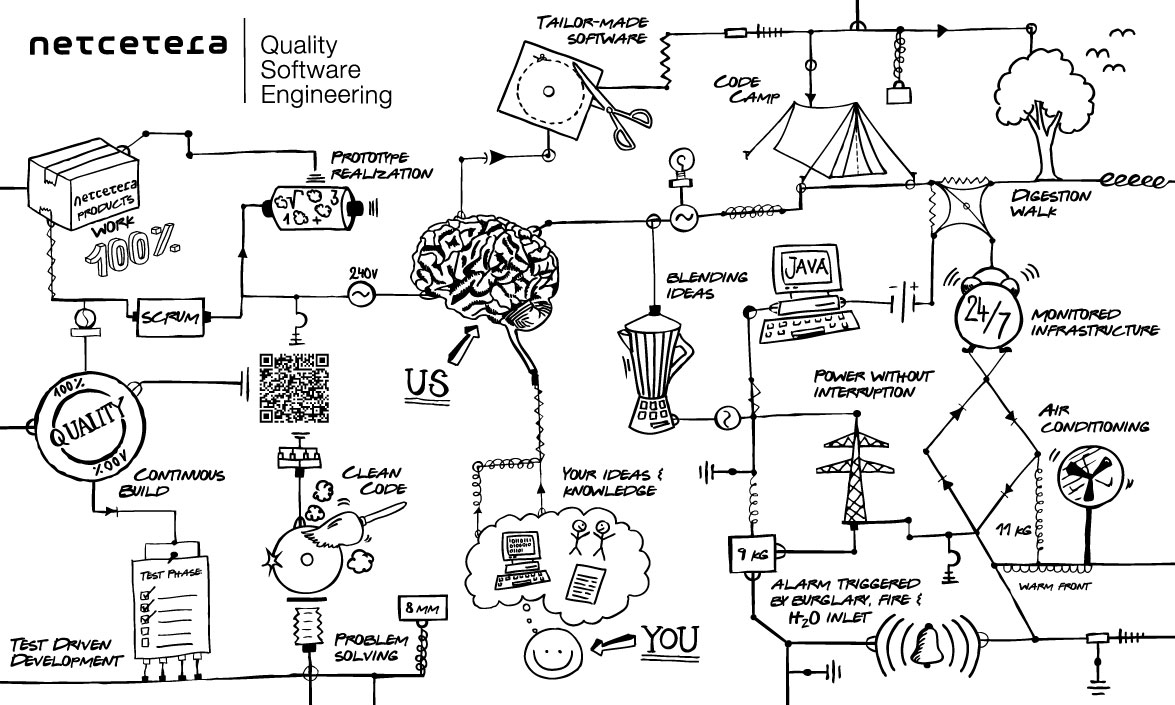 netcetera
Quality
Software
Engineering
TAILOR-MADE
SOFTWARE
CODE
CAMP
PROTOTYPE
REALIZATION
netcetera
PRODUCTS
WORK
100%
√ 3
1 +
DIGESTION
WALK
240V
SCRUM
BLENDING
IDEAS
JAVA
- +
24/7
MONITORED
INFRASTRUCTURE
US
POWER WITHOUT
INTERRUPTION
100%
QUALITY
100%
AIR
CONDITIONING
CONTINUOUS
BUILD
CLEAN
CODE
YOUR IDEAS &
KNOWLEDGE
11 KG
9 KG
TEST PHASE:
WARM FRONT
ALARM TRIGGERED
BY BURGLARY, FIRE &
H2O INLET
8 MM
TEST DRIVEN
DEVELOPMENT
PROBLEM
SOLVING
YOU